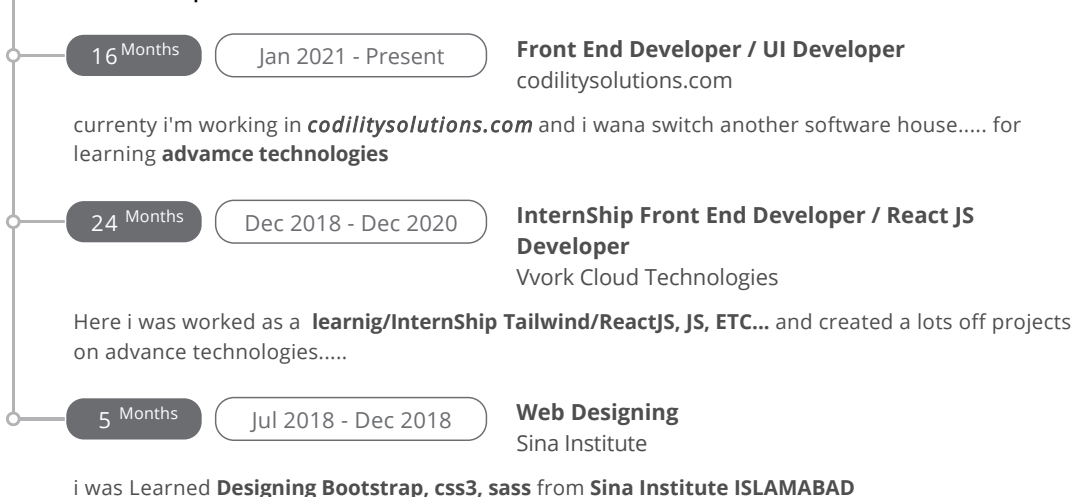 16 Months Jan 2021 - Present Front End Developer / UI Developer
codilitysolutions.com
currenty i'm working in codilitysolutions.com and i wana switch another software house..... for
learning advamce technologies
24 Months Dec 2018 - Dec 2020 InternShip Front End Developer / React JS
Developer
Vvork Cloud Technologies
Here i was worked as a learnig/InternShip Tailwind/ReactJS, JS, ETC... and created a lots off projects
on advance technologies.....
5 Months Jul 2018 - Dec 2018 Web Designing
Sina Institute
i was Learned Designing Bootstrap, css3, sass from Sina Institute ISLAMABAD